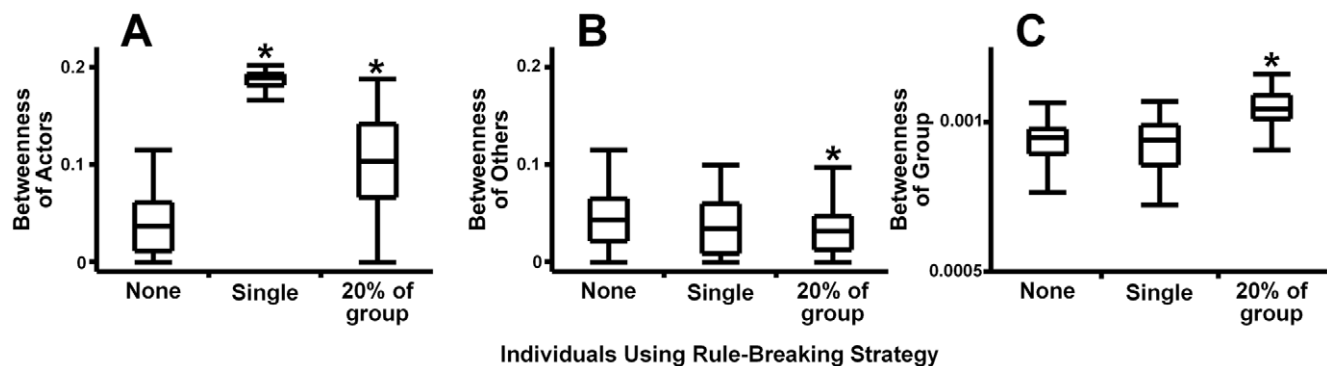 A
B
C
Betweenness
of Actors
0.2
0.1
0
*
*
None
Single
20% of
group
Betweenness
of Others
0.2
0.1
0
*
None
Single
20% of
group
Betweenness
of Group
0.001
0.0005
*
None
Single
20% of
group
Individuals Using Rule-Breaking Strategy